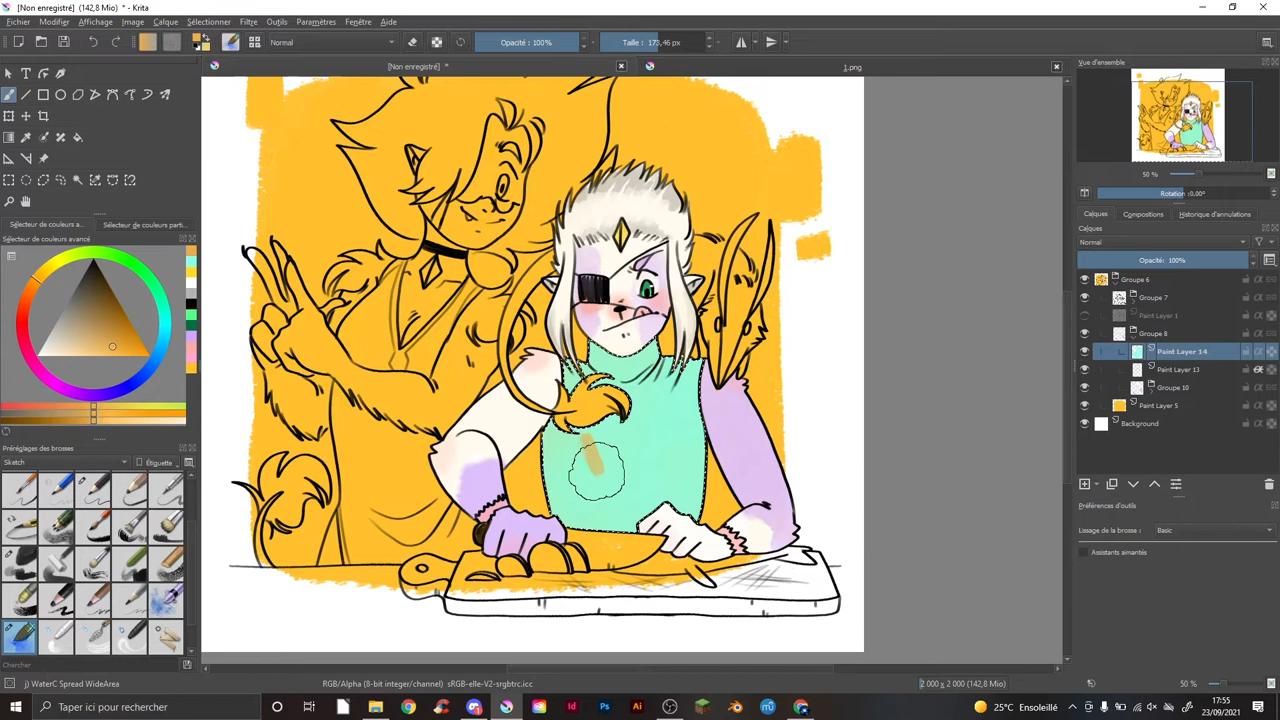 [Non enregistré] (142,8 Mio) * - Krita
Fichier Modifier Affichage Image Calque Sélectionner Filtre Outils Paramètres Fenêtre Aide
Normal
Opacité : 100%
Taille : 173,46 px
[Non enregistré] *
1.png
Vue d'ensemble
50 %
Rotation :0,00°
Calques Compositions Historique d'annulations
Calques
Normal
Opacité: 100%
Groupe 6
Groupe 7
Paint Layer 1
Groupe 8
Paint Layer 14
Paint Layer 13
Groupe 10
Paint Layer 5
Background
Préférences d'outils
Lissage de la brosse : Basic
Assistants aimantés
Sélecteur de couleurs a... Sélecteur de couleurs parti...
Sélecteur de couleurs avancé
Préréglages des brosses
Sketch
Étiquette
Chercher
j) WaterC Spread WideArea
RGB/Alpha (8-bit integer/channel) sRGB-elle-V2-srgbtrc.icc
2 000 x 2 000 (142,8 Mio)
50 %
Taper ici pour rechercher
25°C Ensoleillé
17:55
23/09/2021